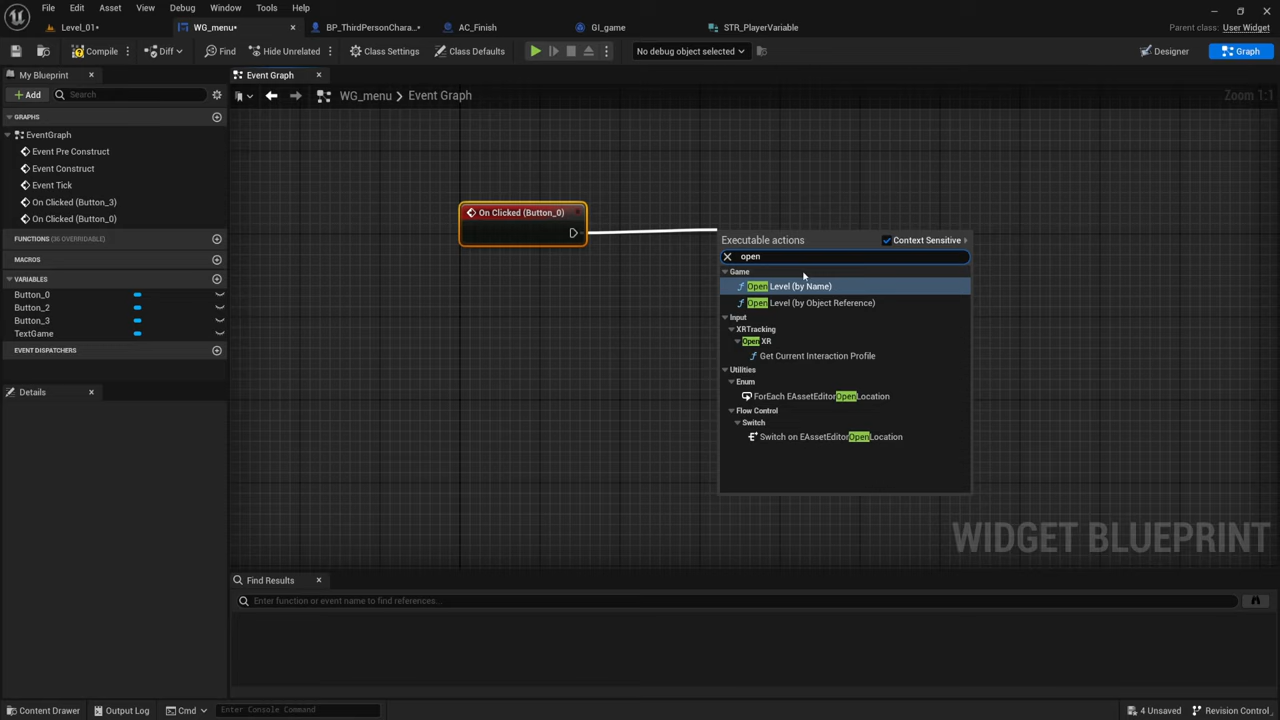 File Edit Asset View Debug Window Tools Help
Level_01• WG_menu• BP_ThirdPersonChara..• AC_Finish GI_game STR_PlayerVariable Parent class: User Widget
Compile Diff Find Hide Unrelated Class Settings Class Defaults No debug object selected Designer Graph
My Blueprint Event Graph
Add Search WG_menu > Event Graph Zoom 1:1
GRAPHS
EventGraph
Event Pre Construct
Event Construct
Event Tick
On Clicked (Button_3)
On Clicked (Button_0)
FUNCTIONS (36 OVERRIDABLE)
MACROS
VARIABLES
Button_0
Button_2
Button_3
TextGame
EVENT DISPATCHERS
Details
On Clicked (Button_0)
Executable actions Context Sensitive
open
Game
Open Level (by Name)
Open Level (by Object Reference)
Input
XRTracking
Open XR
Get Current Interaction Profile
Utilities
Enum
ForEach EAssetEditorOpenLocation
Flow Control
Switch
Switch on EAssetEditorOpenLocation
WIDGET BLUEPRINT
Find Results
Enter function or event name to find references...
Content Drawer Output Log Cmd Enter Console Command 4 Unsaved Revision Control